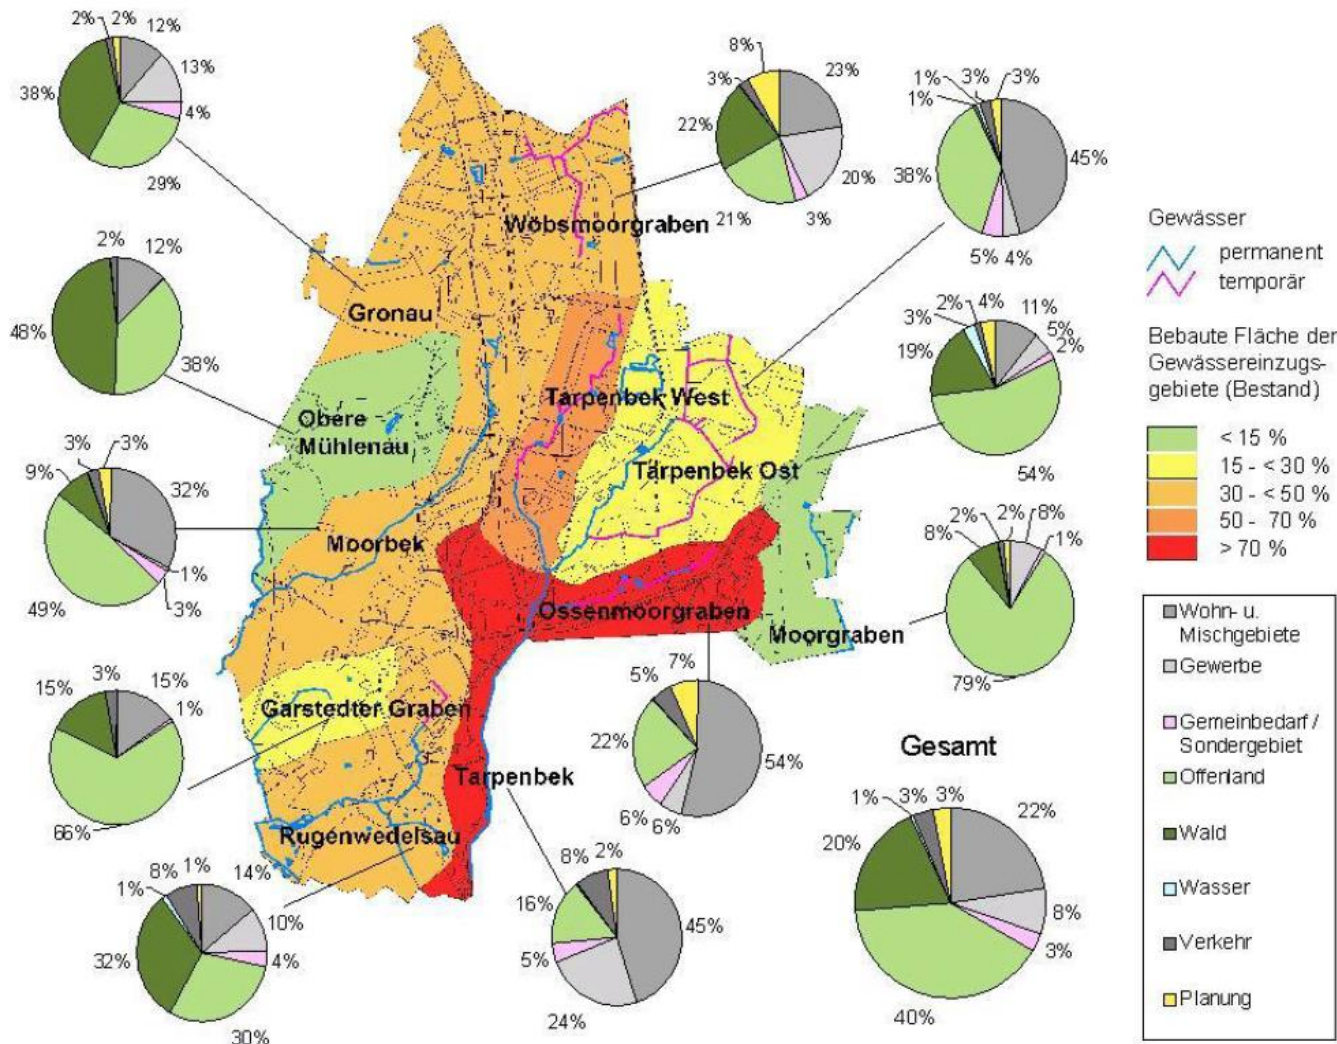 2%
2%
12%
13%
4%
29%
38%
8%
23%
20%
3%
21%
22%
3%
1%
1%
3%
3%
45%
4%
5%
38%
2%
12%
38%
48%
3%
2%
4%
11%
5%
2%
54%
19%
3%
3%
32%
1%
3%
49%
9%
8%
2%
2%
8%
1%
79%
15%
3%
15%
1%
66%
5%
7%
54%
6%
6%
22%
1%
8%
1%
14%
10%
4%
30%
32%
8%
2%
45%
24%
5%
16%
Gesamt
1%
3%
3%
22%
8%
3%
40%
20%
Wöbsmoorgraben
Gronau
Obere
Mühlenau
Tarpenbek West
Tarpenbek Ost
Moorbek
Ossenmoorgraben
Moorgraben
Garstedter Graben
Tarpenbek
Rugenwedelsau
Gewässer
permanent
temporär
Bebaute Fläche der
Gewässereinzugs-
gebiete (Bestand)
< 15 %
15 - < 30 %
30 - < 50 %
50 - 70 %
> 70 %
Wohn- u.
Mischgebiete
Gewerbe
Gemeinbedarf /
Sondergebiet
Offenland
Wald
Wasser
Verkehr
Planung